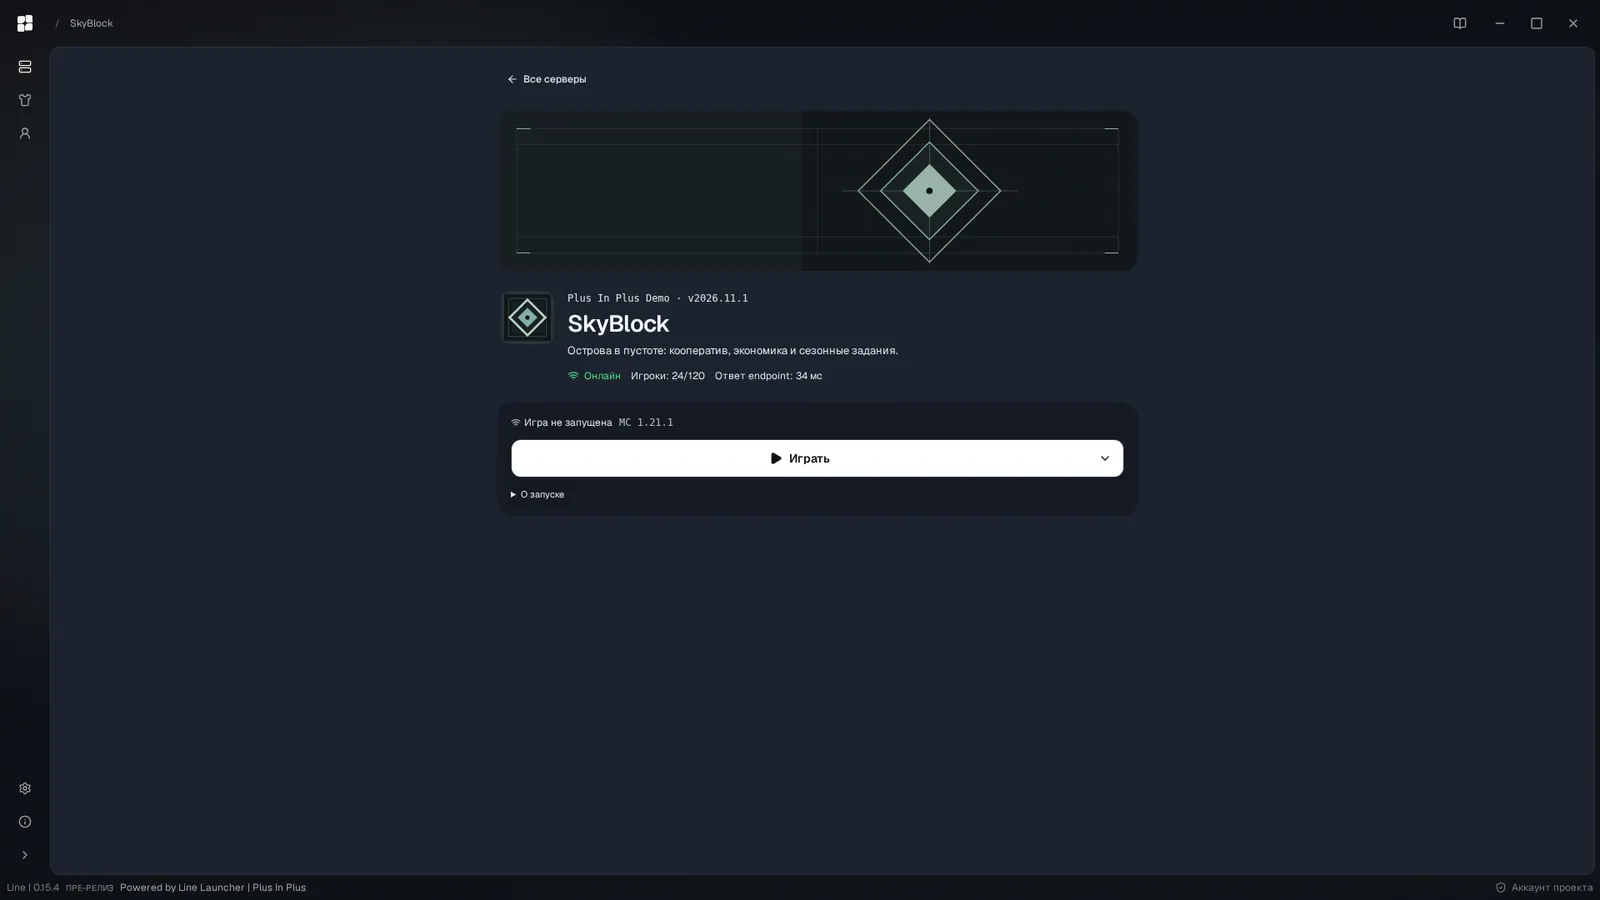 / SkyBlock
Все серверы
Plus In Plus Demo · v2026.11.1
SkyBlock
Острова в пустоте: кооператив, экономика и сезонные задания.
Онлайн Игроки: 24/120 Ответ endpoint: 34 мс
Игра не запущена MC 1.21.1
Играть
О запуске
Line | 0.15.4 ПРЕ-РЕЛИЗ Powered by Line Launcher | Plus In Plus
Аккаунт проекта